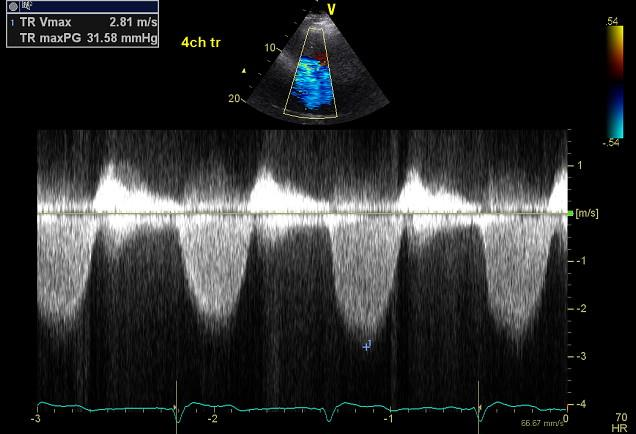 1 TR Vmax 2.81 m/s
TR maxPG 31.58 mmHg
V
4ch tr
10
20
.54
-.54
1
[m/s]
-1
-2
-3
-4
1
-3
-2
-1
0
66.67 mm/s
70
HR